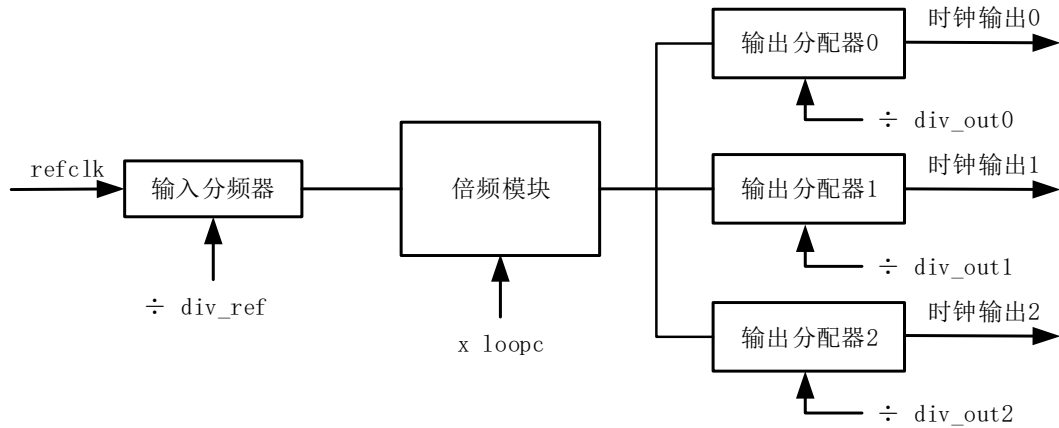 时钟输出0
输出分配器0
÷ div_out0
refclk
输入分频器
÷ div_ref
倍频模块
x loopc
时钟输出1
输出分配器1
÷ div_out1
时钟输出2
输出分配器2
÷ div_out2